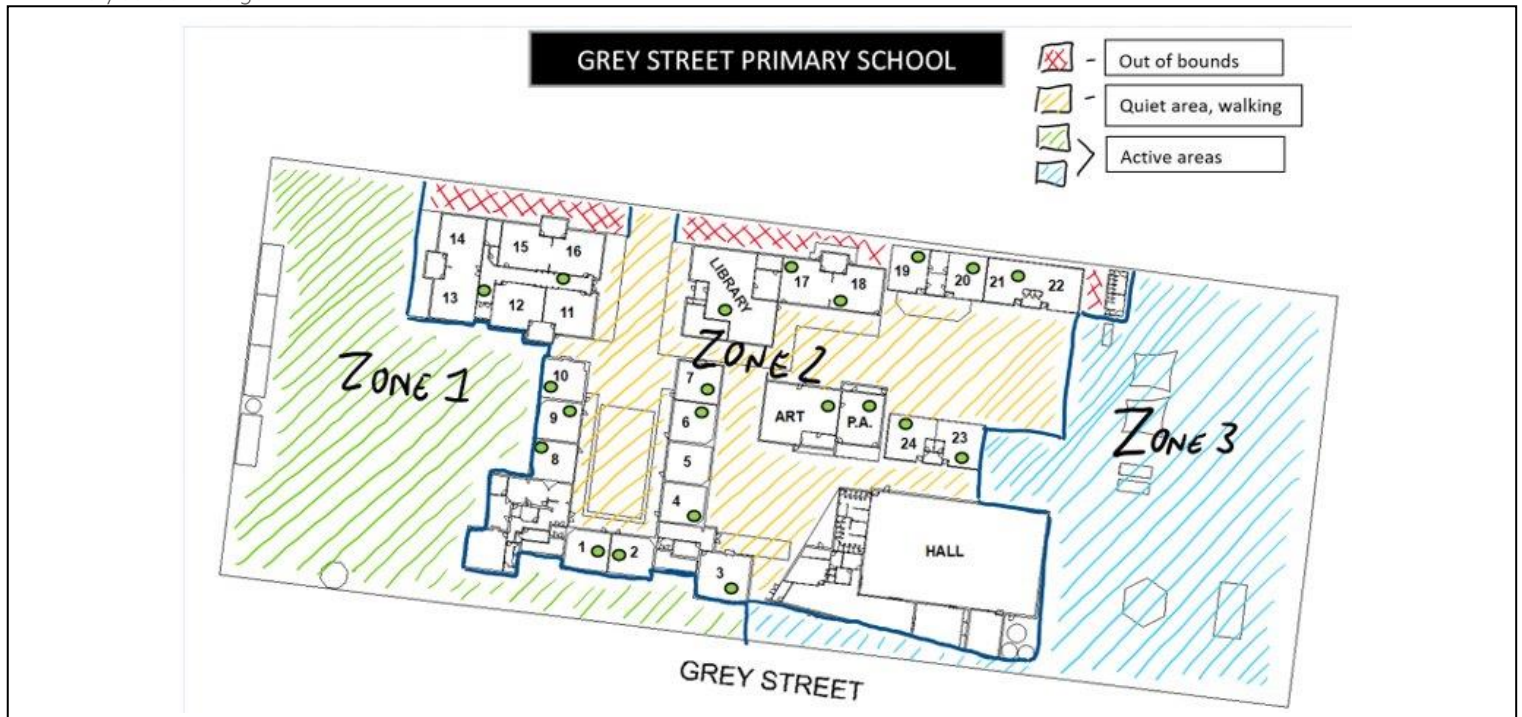 GREY STREET PRIMARY SCHOOL
- Out of bounds
- Quiet area, walking
Active areas
14
15
16
13
12
11
LIBRARY
17
18
19
20
21
22
ZONE 1
ZONE 2
ZONE 3
10
9
8
7
6
5
4
ART
P.A.
24
23
1
2
3
HALL
GREY STREET